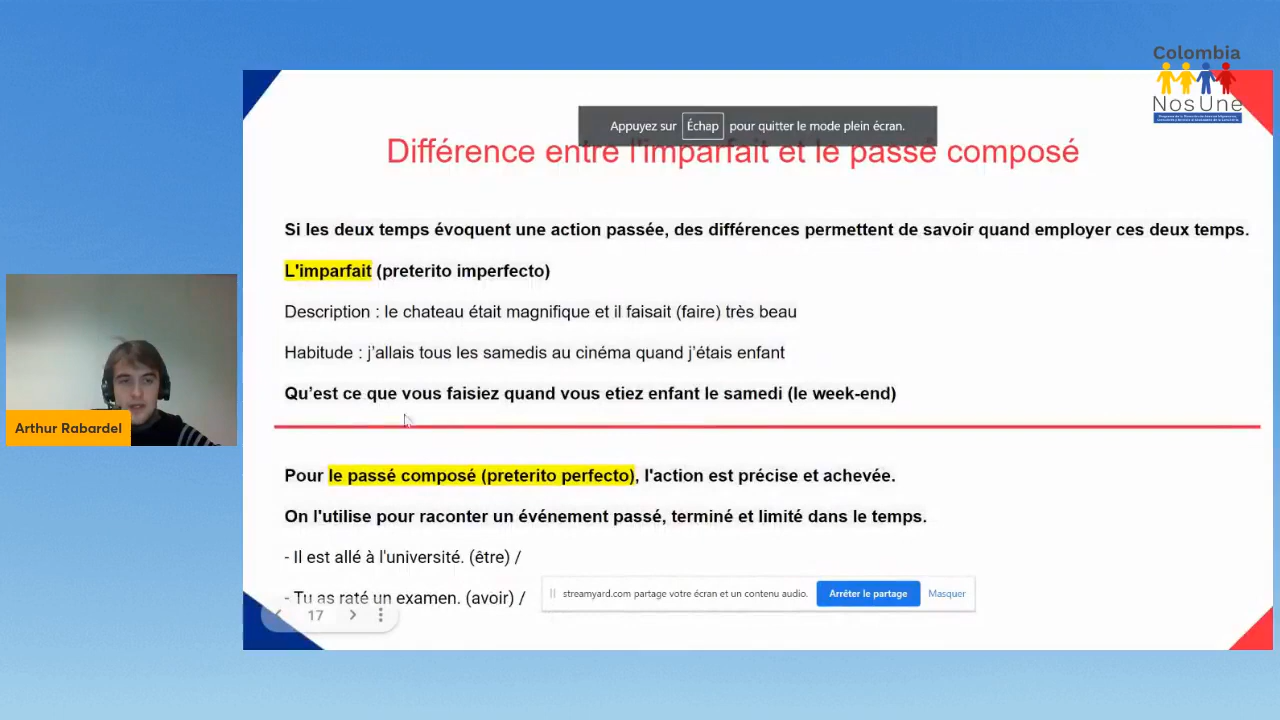 Colombia
NosUne
Appuyez sur Échap pour quitter le mode plein écran.
Différence entre l'imparfait et le passé composé
Si les deux temps évoquent une action passée, des différences permettent de savoir quand employer ces deux temps.
L'imparfait (preterito imperfecto)
Description : le chateau était magnifique et il faisait (faire) très beau
Habitude : j’allais tous les samedis au cinéma quand j’étais enfant
Qu’est ce que vous faisiez quand vous etiez enfant le samedi (le week-end)
Arthur Rabardel
Pour le passé composé (preterito perfecto), l'action est précise et achevée.
On l'utilise pour raconter un événement passé, terminé et limité dans le temps.
- Il est allé à l'université. (être) /
- Tu as raté un examen. (avoir) /
streamyard.com partage votre écran et un contenu audio. Arrêter le partage Masquer
17